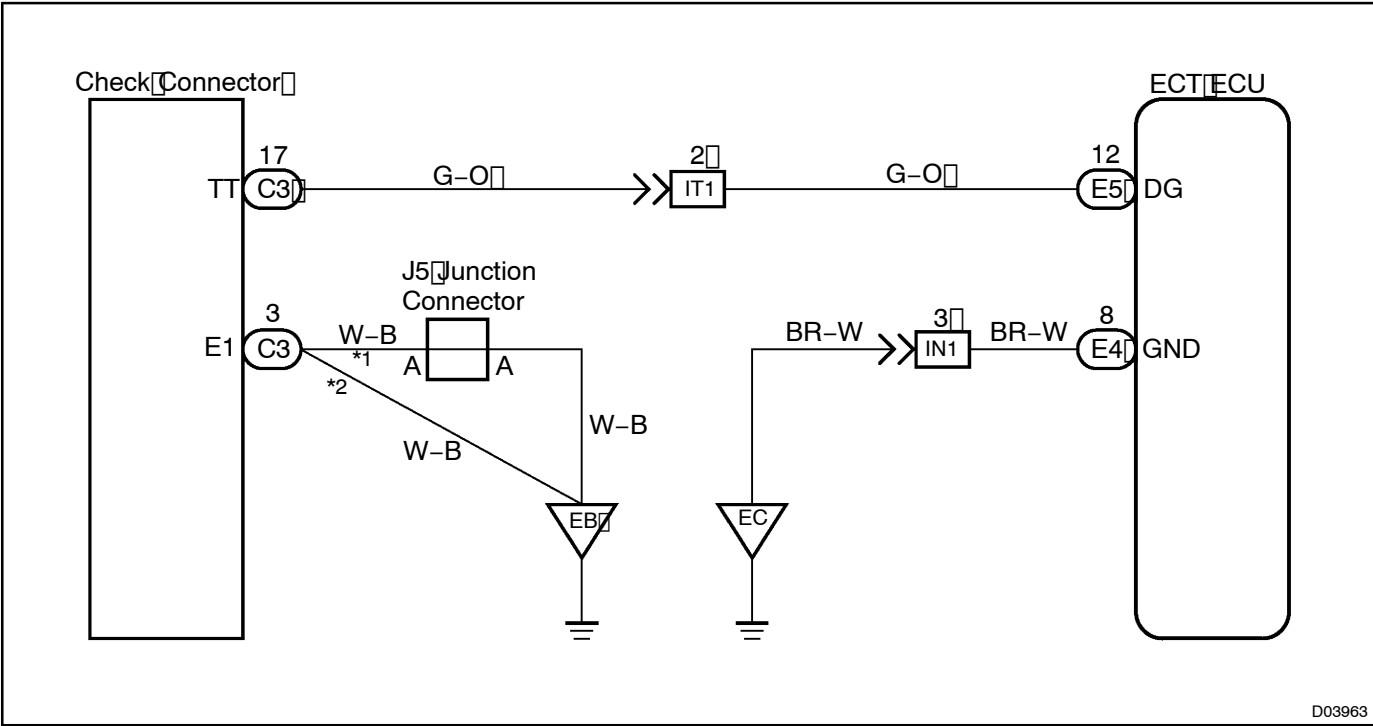 Check Connector
ECT ECU
17
TT
C3
G−O
2
IT1
G−O
12
E5
DG
J5 Junction
Connector
3
E1
C3
W−B
*1
A
A
*2
W−B
W−B
EB
BR−W
3
IN1
BR−W
8
E4
GND
EC
D03963